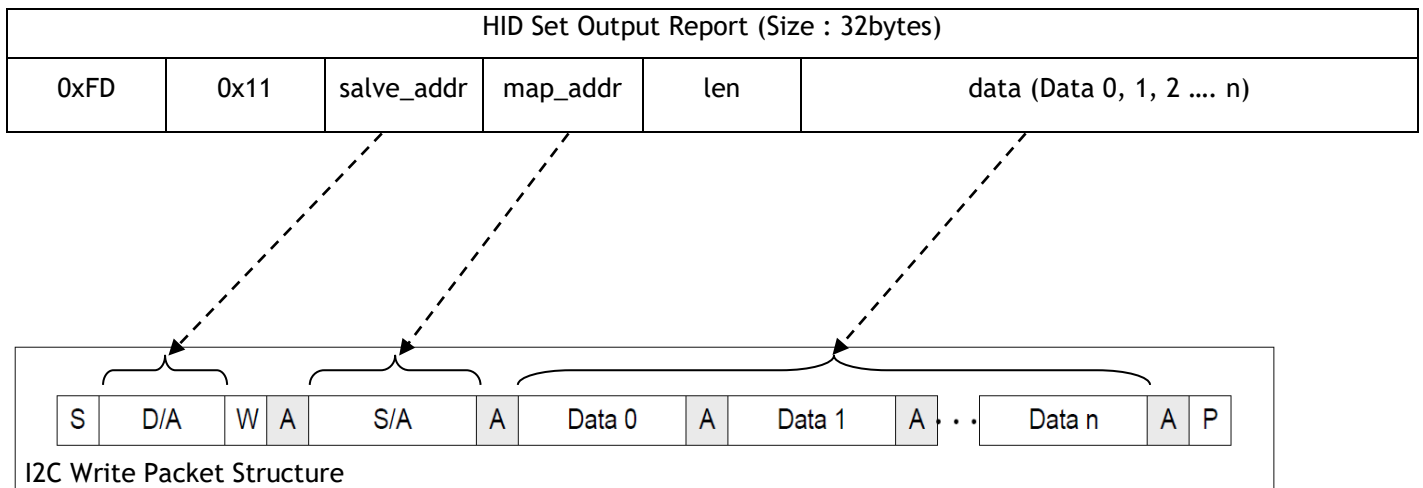 HID Set Output Report (Size : 32bytes)
0xFD 0x11 salve_addr map_addr len data (Data 0, 1, 2 .... n)
S D/A W A S/A A Data 0 A Data 1 A ... Data n A P
I2C Write Packet Structure